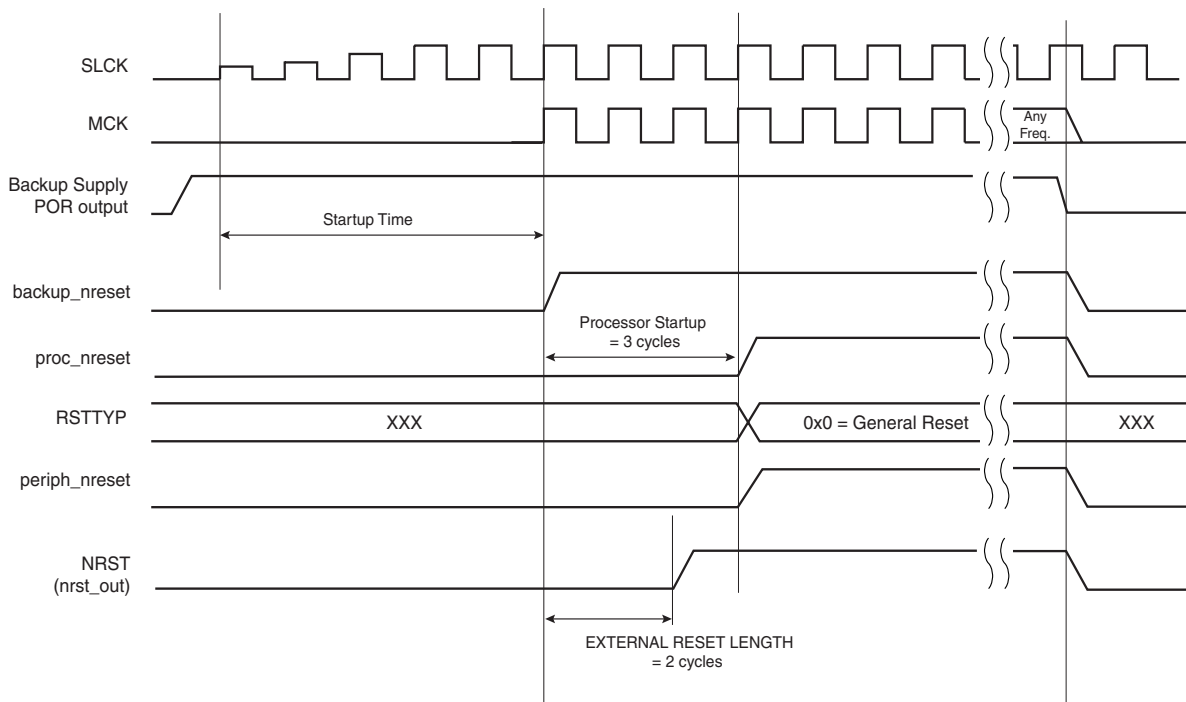 SLCK
MCK
Any
Freq.
Backup Supply
POR output
Startup Time
backup_nreset
Processor Startup
= 3 cycles
proc_nreset
RSTTYP
XXX
0x0 = General Reset
XXX
periph_nreset
NRST
(nrst_out)
EXTERNAL RESET LENGTH
= 2 cycles